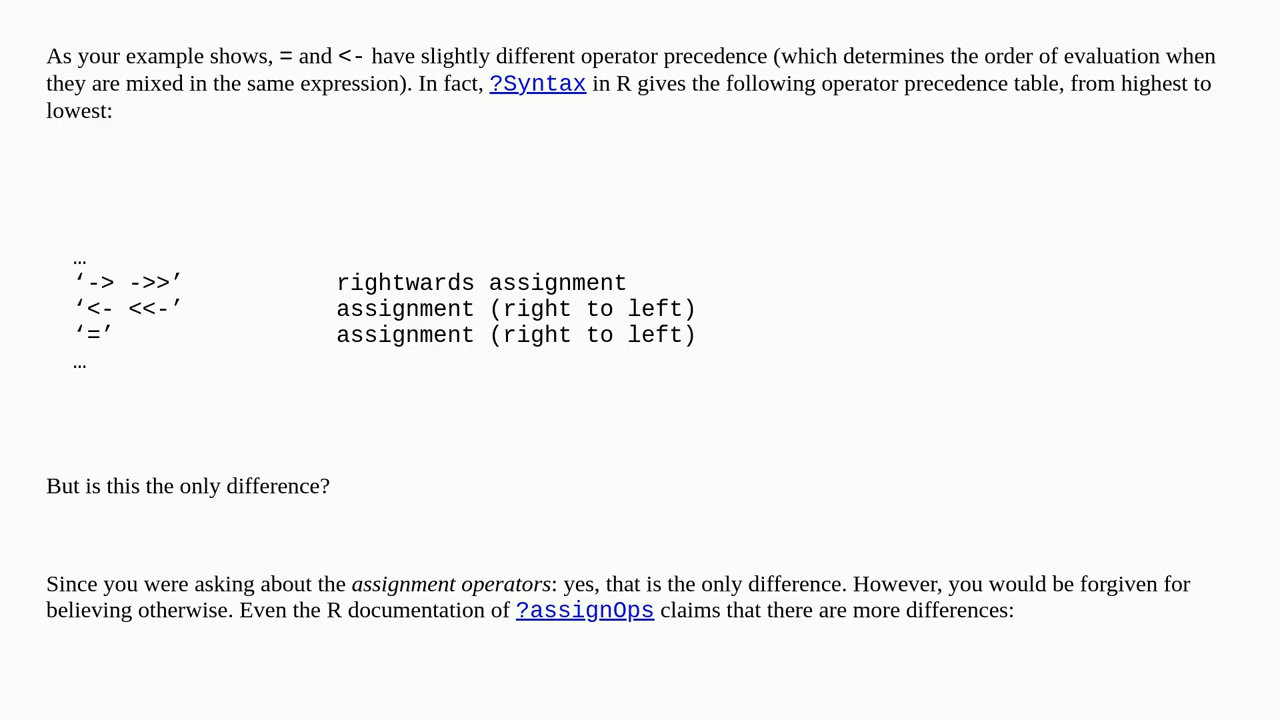 As your example shows, = and <- have slightly different operator precedence (which determines the order of evaluation when
they are mixed in the same expression). In fact, ?Syntax in R gives the following operator precedence table, from highest to
lowest:
…
‘-> ->>’           rightwards assignment
‘<- <<-’           assignment (right to left)
‘=’                assignment (right to left)
…
But is this the only difference?
Since you were asking about the assignment operators: yes, that is the only difference. However, you would be forgiven for
believing otherwise. Even the R documentation of ?assignOps claims that there are more differences: